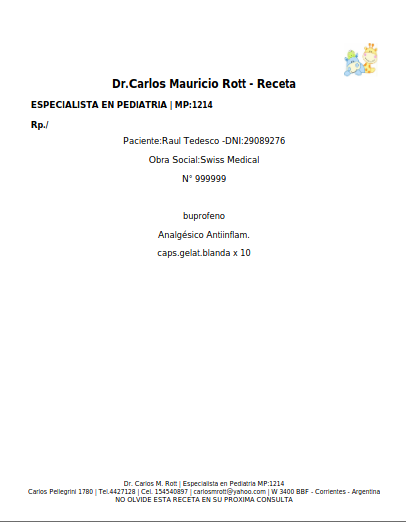 Dr.Carlos Mauricio Rott - Receta
ESPECIALISTA EN PEDIATRIA | MP:1214
Rp./
Paciente:Raul Tedesco -DNI:29089276
Obra Social:Swiss Medical
N° 999999
buprofeno
Analgésico Antiinflam.
caps.gelat.blanda x 10
Dr. Carlos M. Rott | Especialista en Pediatria MP:1214
Carlos Pellegrini 1780 | Tel.4427128 | Cel. 154540897 | carlosmrott@yahoo.com | W 3400 BBF - Corrientes - Argentina
NO OLVIDE ESTA RECETA EN SU PROXIMA CONSULTA